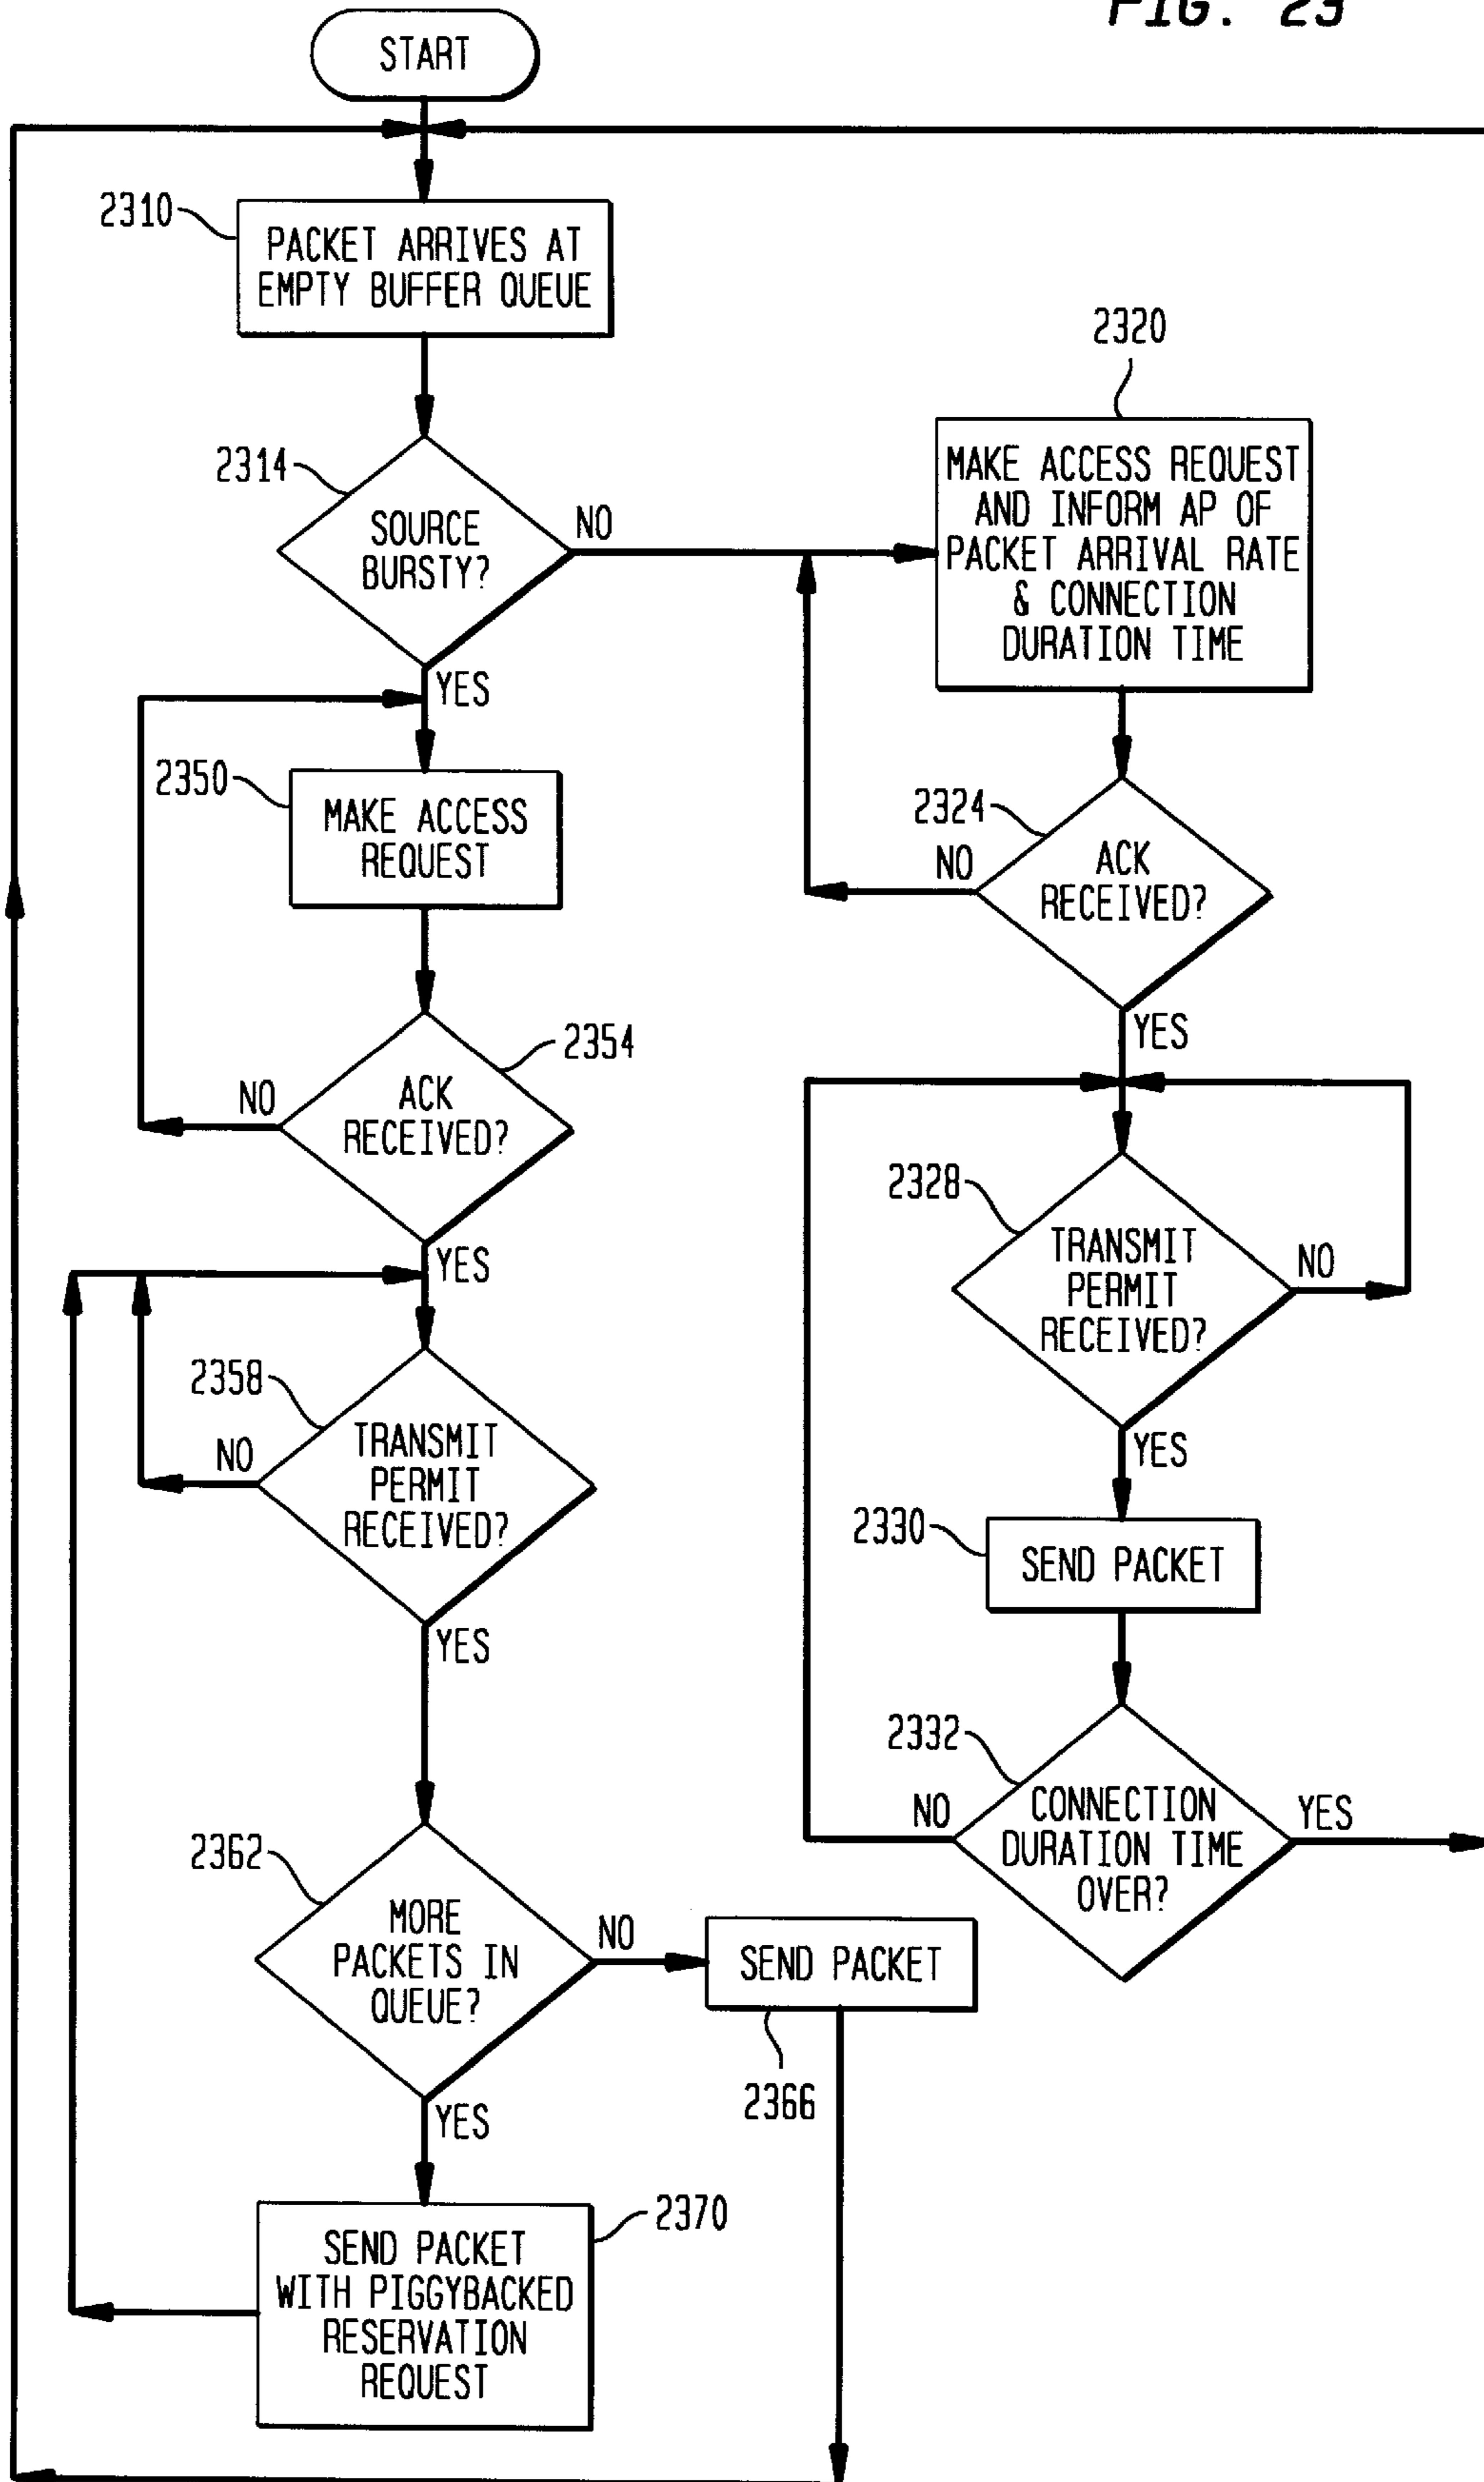 FIG. 23
START
2310
PACKET ARRIVES AT
EMPTY BUFFER QUEUE
2314
SOURCE
BURSTY?
NO
YES
2320
MAKE ACCESS REQUEST
AND INFORM AP OF
PACKET ARRIVAL RATE
& CONNECTION
DURATION TIME
2350
MAKE ACCESS
REQUEST
2324
ACK
RECEIVED?
NO
YES
2354
ACK
RECEIVED?
NO
YES
2328
TRANSMIT
PERMIT
RECEIVED?
NO
YES
2358
TRANSMIT
PERMIT
RECEIVED?
NO
YES
2330
SEND PACKET
2332
CONNECTION
DURATION TIME
OVER?
NO
YES
2362
MORE
PACKETS IN
QUEUE?
NO
YES
SEND PACKET
2366
2370
SEND PACKET
WITH PIGGYBACKED
RESERVATION
REQUEST